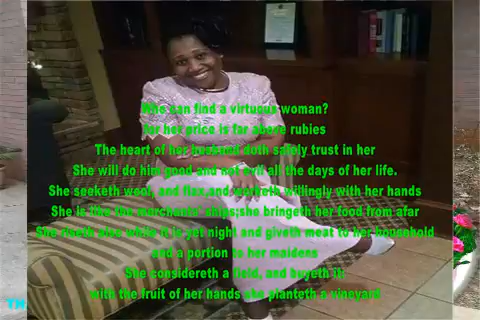 Who can find a virtuous woman?
for her price is far above rubies
The heart of her husband doth safely trust in her
She will do him good and not evil all the days of her life.
She seeketh wool, and flax,and worketh willingly with her hands
She is like the merchants' ships;she bringeth her food from afar
She riseth also while it is yet night and giveth meat to her household
and a portion to her maidens
She considereth a field, and buyeth it:
with the fruit of her hands she planteth a vineyard
TH